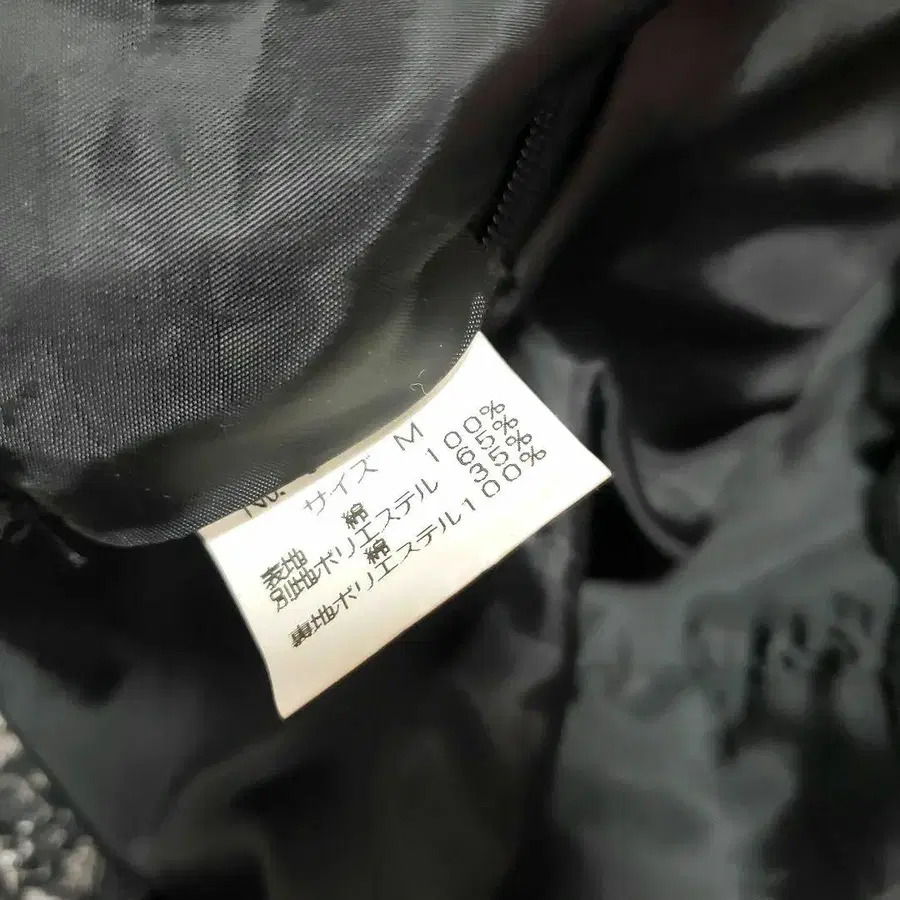 No.
サイズ M
表地 綿 100%
別地ポリエステル 65%
綿 35%
裏地ポリエステル100%